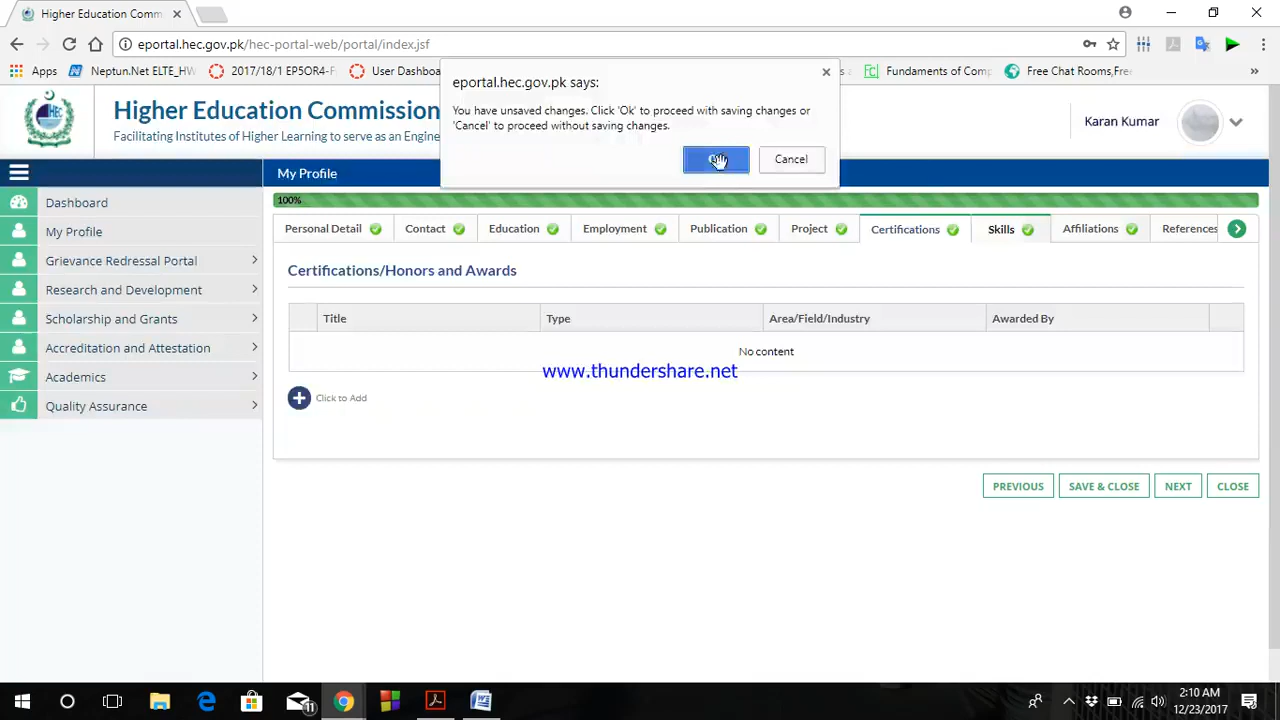 Higher Education Comm
eportal.hec.gov.pk/hec-portal-web/portal/index.jsf
Apps
Neptun.Net ELTE_HW
2017/18/1 EP5OR4-F
User Dashboa
Fundaments of Comp
Free Chat Rooms,Fre
»
eportal.hec.gov.pk says:
You have unsaved changes. Click 'Ok' to proceed with saving changes or
'Cancel' to proceed without saving changes.
Cancel
HEC
Higher Education Commission
Facilitating Institutes of Higher Learning to serve as an Engine
Karan Kumar
My Profile
100%
Dashboard
My Profile
Grievance Redressal Portal
Research and Development
Scholarship and Grants
Accreditation and Attestation
Academics
Quality Assurance
Personal Detail
Contact
Education
Employment
Publication
Project
Certifications
Skills
Affiliations
References
Certifications/Honors and Awards
Title
Type
Area/Field/Industry
Awarded By
No content
www.thundershare.net
Click to Add
PREVIOUS
SAVE & CLOSE
NEXT
CLOSE
11
2:10 AM
12/23/2017